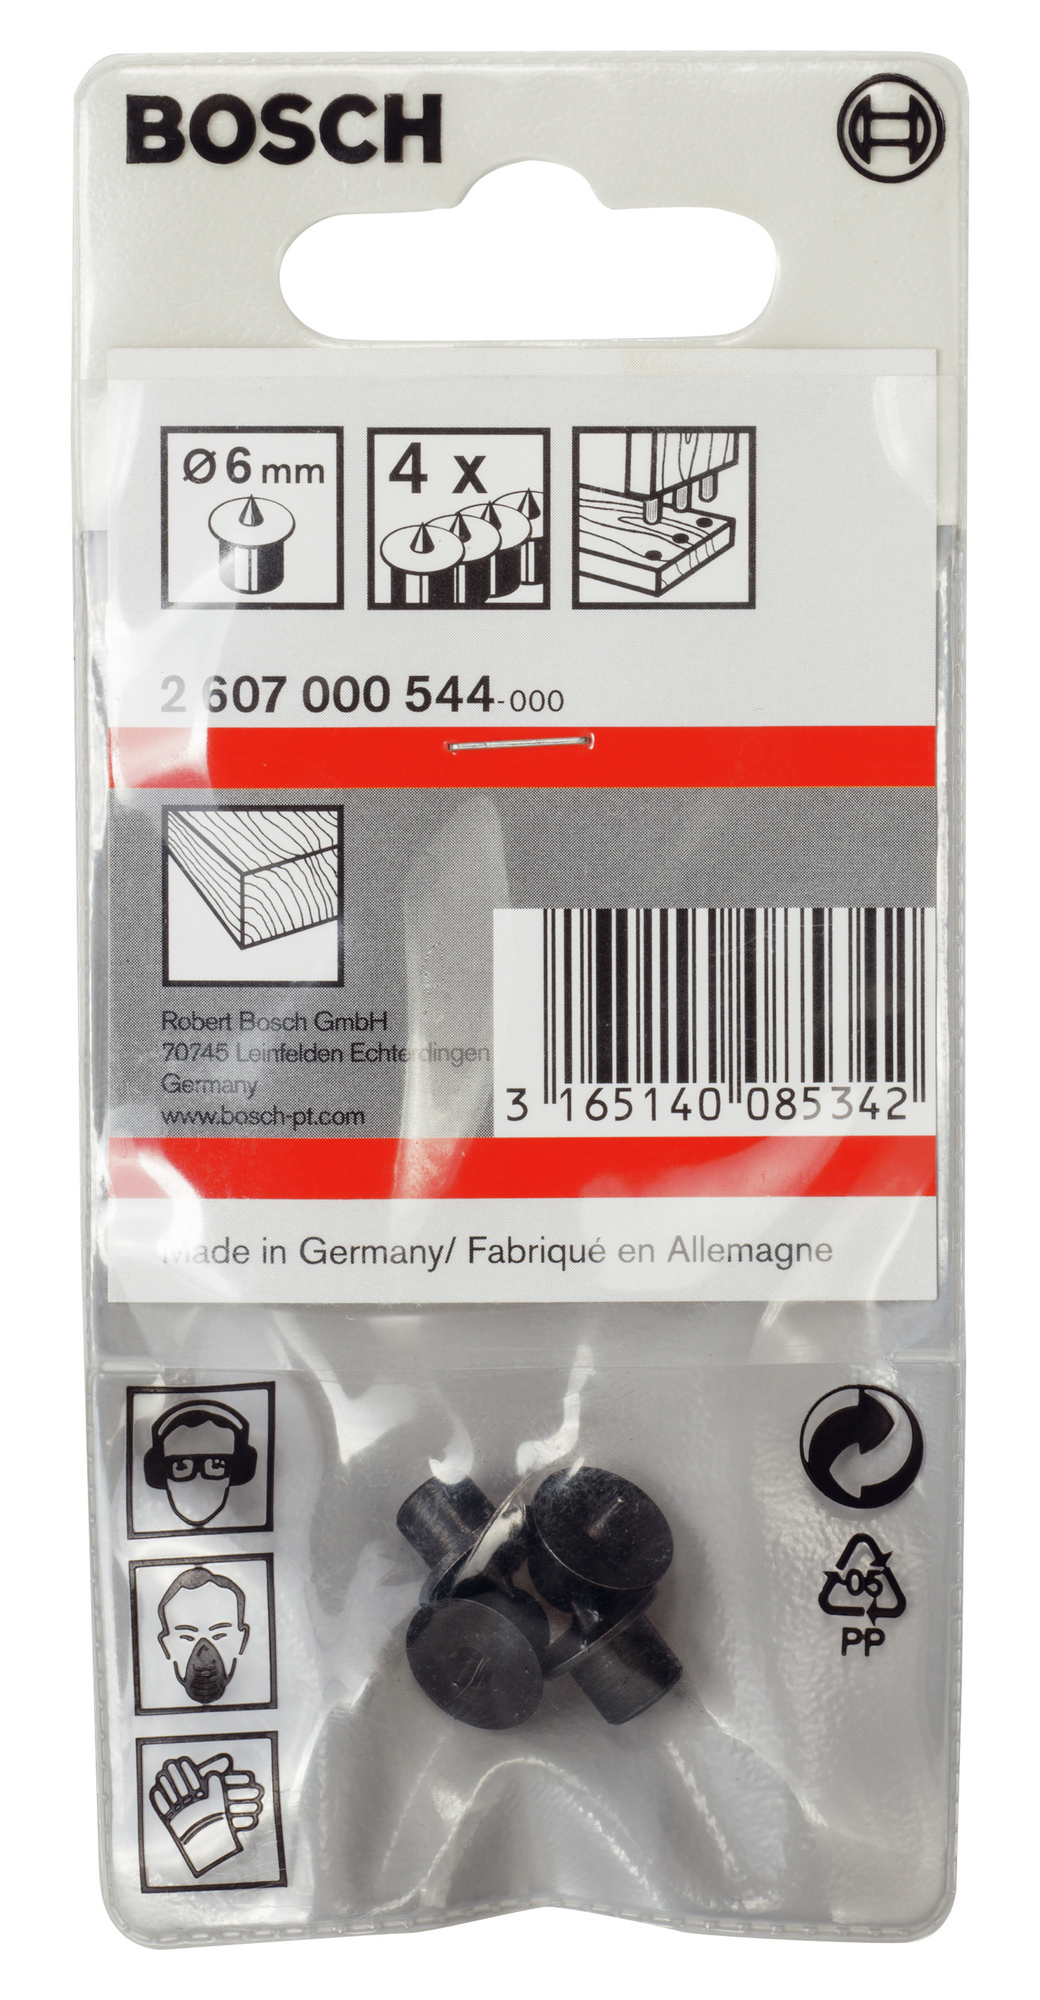 BOSCH
Ø 6 mm
4 x
2 607 000 544-000
Robert Bosch GmbH
70745 Leinfelden Echterdingen
Germany
www.bosch-pt.com
3 165140 085342
Made in Germany/ Fabriqué en Allemagne
05
PP